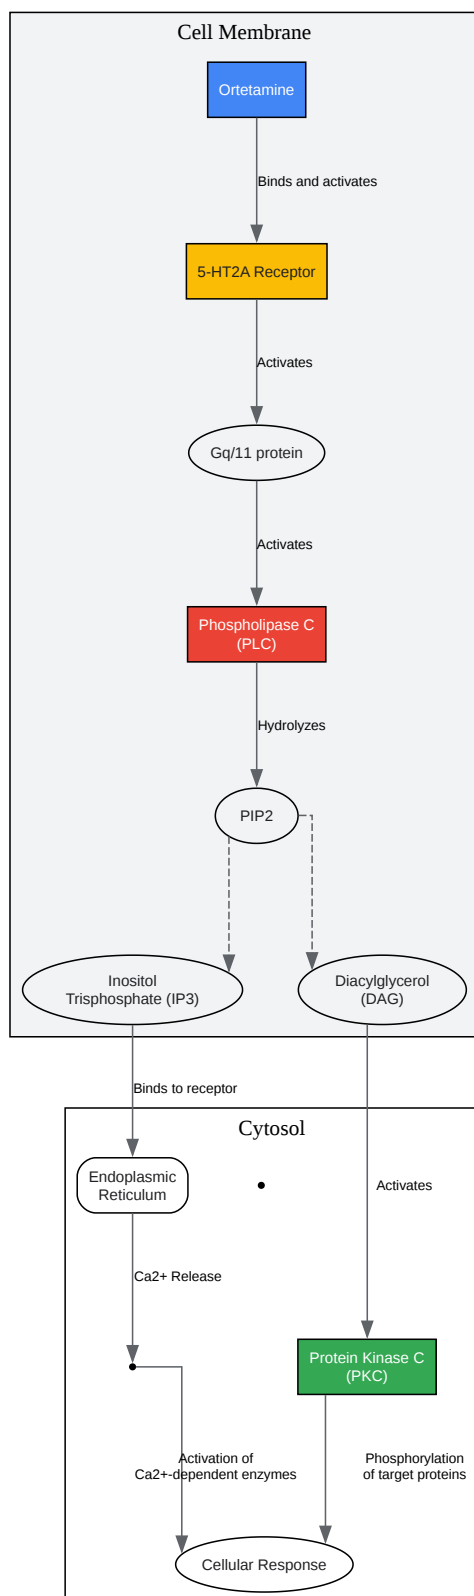 Cell Membrane
Ortetamine
Binds and activates
5-HT2A Receptor
Activates
Gq/11 protein
Activates
Phospholipase C
(PLC)
Hydrolyzes
PIP2
Inositol
Trisphosphate (IP3)
Diacylglycerol
(DAG)
Binds to receptor
Cytosol
Endoplasmic
Reticulum
Activates
Ca2+ Release
Protein Kinase C
(PKC)
Activation of
Ca2+-dependent enzymes
Phosphorylation
of target proteins
Cellular Response